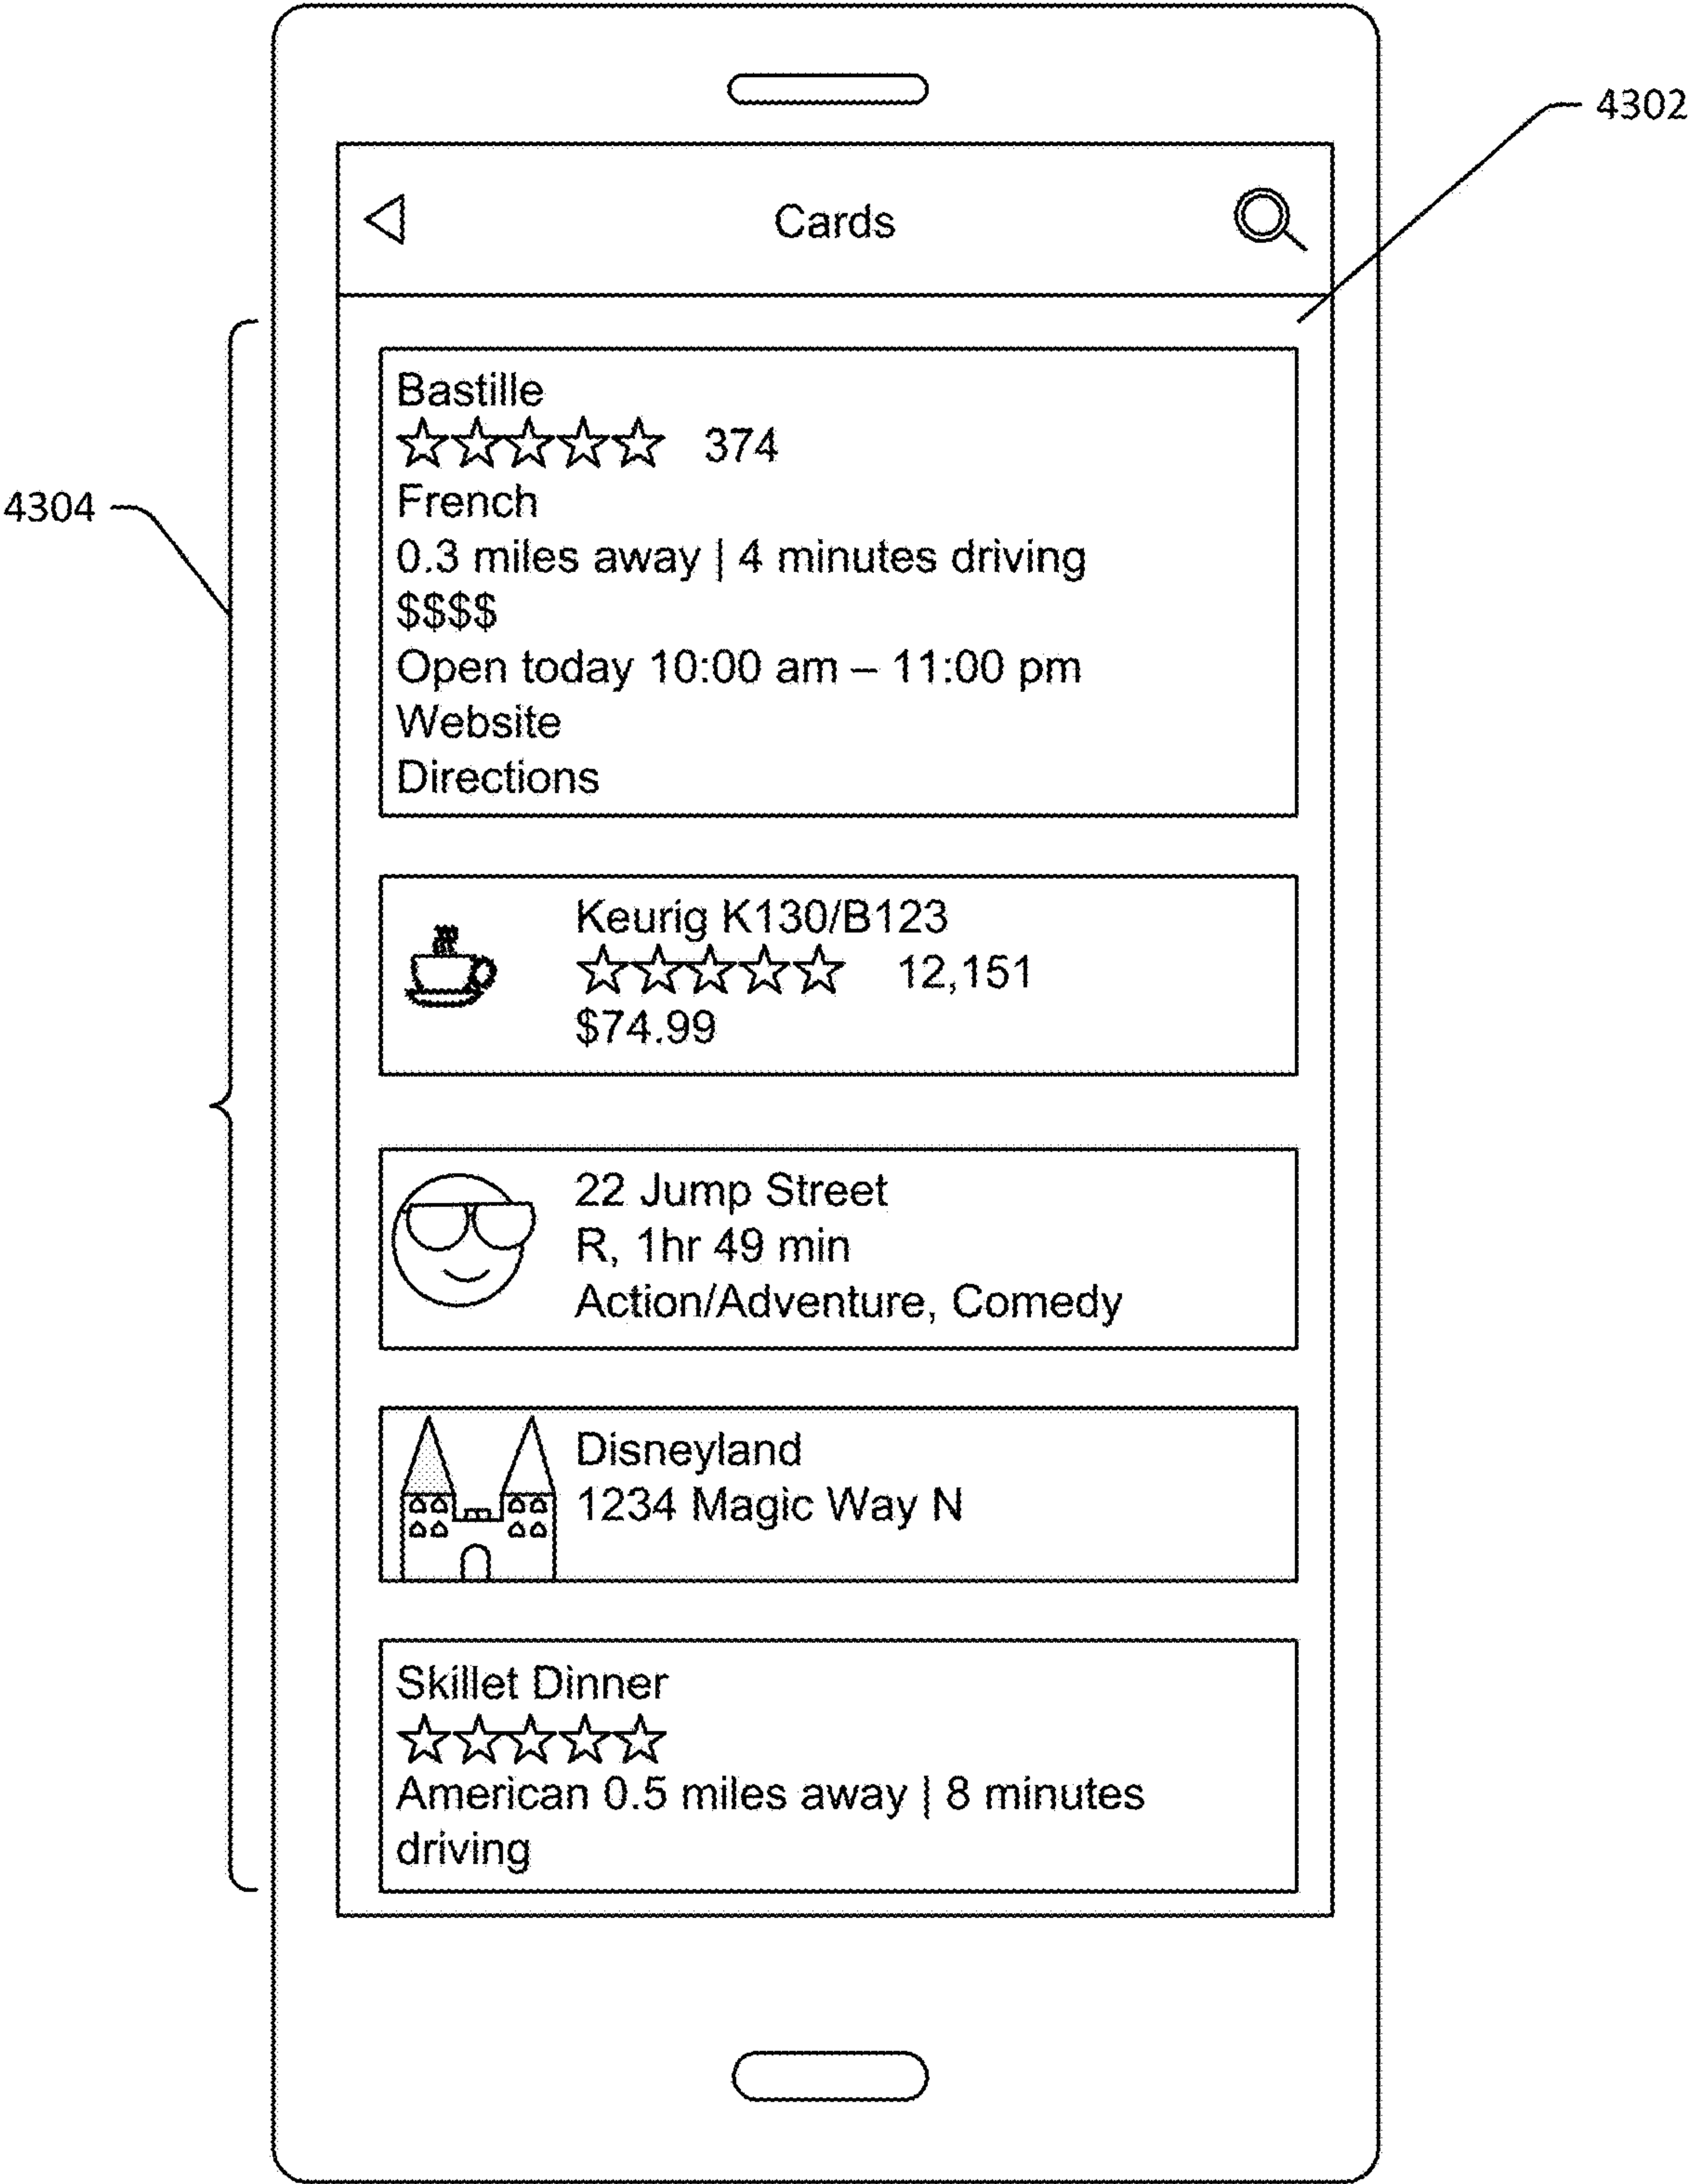 4302
Cards
4304
Bastille
☆☆☆☆☆ 374
French
0.3 miles away | 4 minutes driving
$$$$
Open today 10:00 am – 11:00 pm
Website
Directions
Keurig K130/B123
☆☆☆☆☆ 12,151
$74.99
22 Jump Street
R, 1hr 49 min
Action/Adventure, Comedy
Disneyland
1234 Magic Way N
Skillet Dinner
☆☆☆☆☆
American 0.5 miles away | 8 minutes
driving